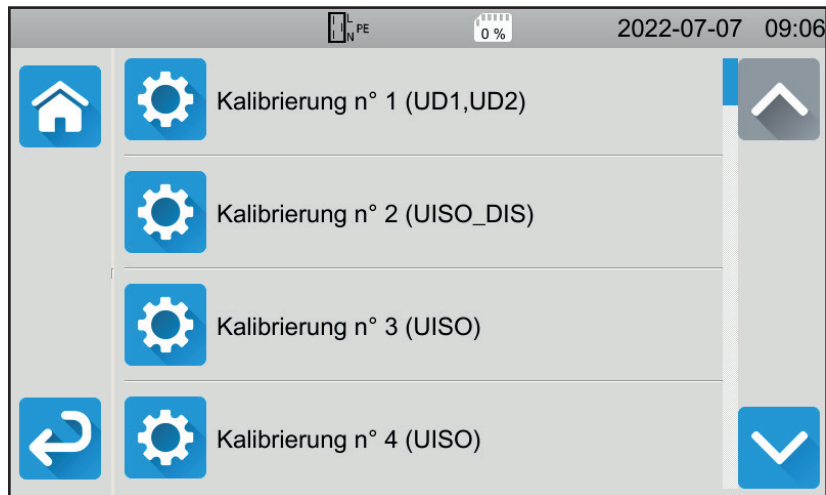 L
N PE
0 %
2022-07-07 09:06
Kalibrierung n° 1 (UD1,UD2)
Kalibrierung n° 2 (UISO_DIS)
Kalibrierung n° 3 (UISO)
Kalibrierung n° 4 (UISO)